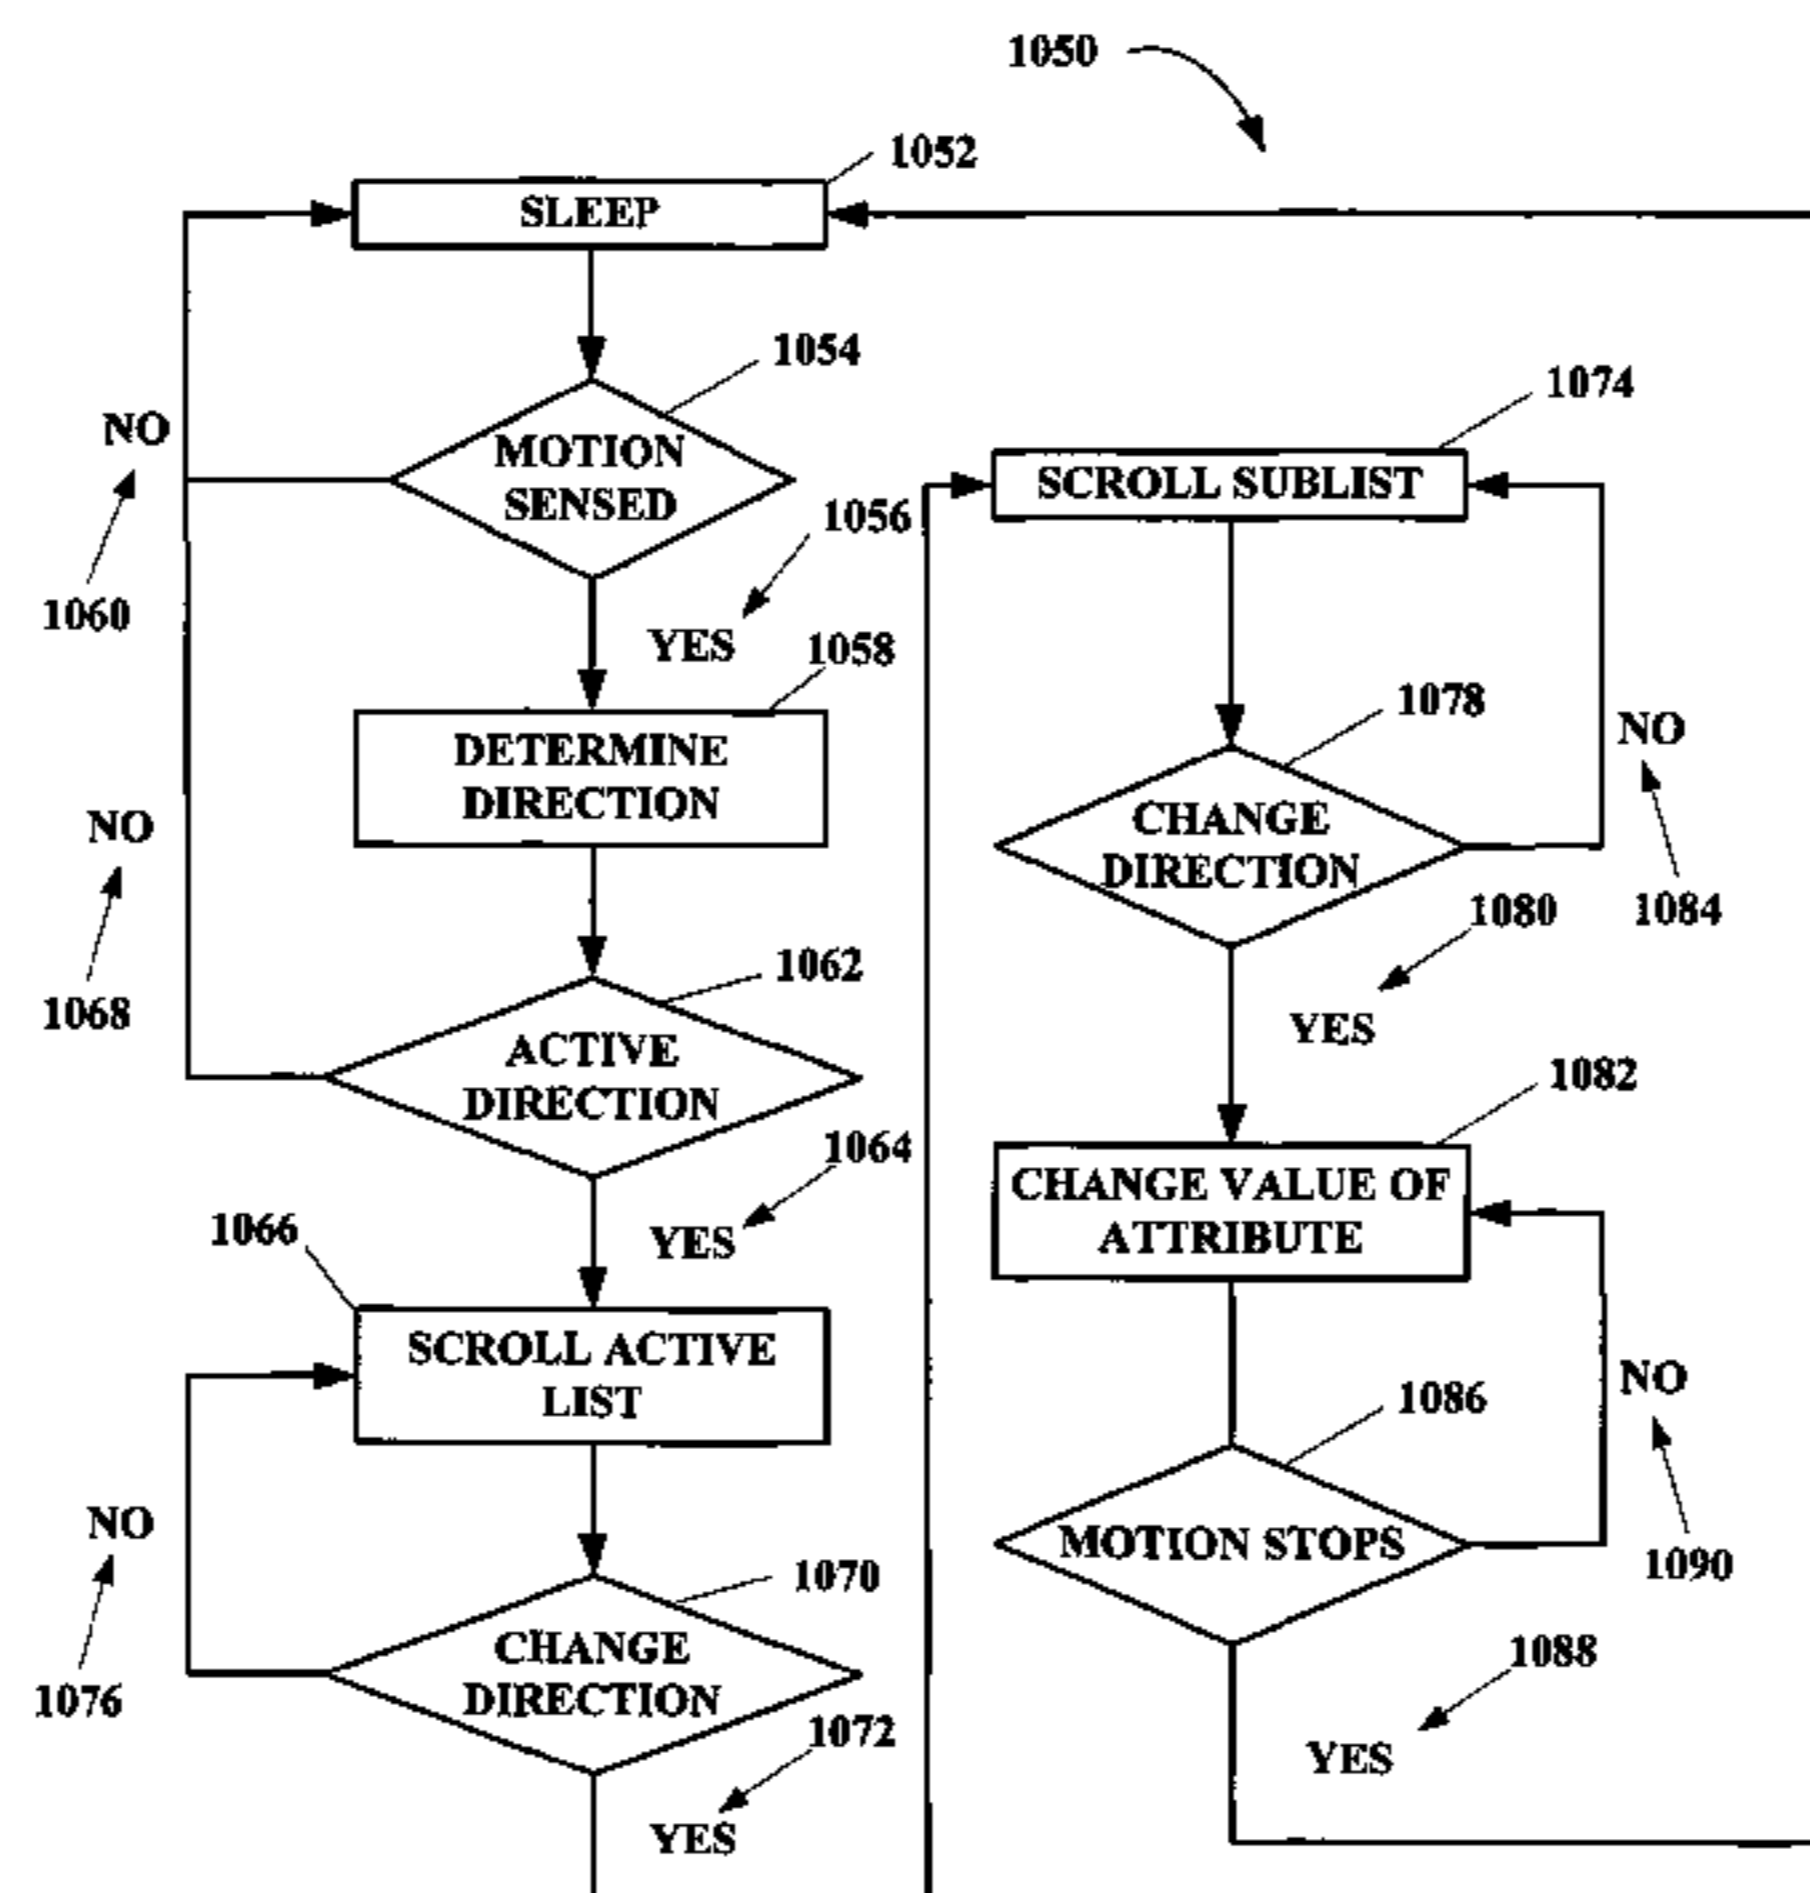 1050
1052
SLEEP
1054
NO
MOTION
SENSED
1056
1060
YES
1058
DETERMINE
DIRECTION
NO
1062
1068
ACTIVE
DIRECTION
1064
YES
1066
SCROLL ACTIVE
LIST
NO
1070
1076
CHANGE
DIRECTION
1072
YES
1074
SCROLL SUBLIST
1078
NO
CHANGE
DIRECTION
1080
1084
YES
1082
CHANGE VALUE OF
ATTRIBUTE
1086
NO
MOTION STOPS
1090
1088
YES